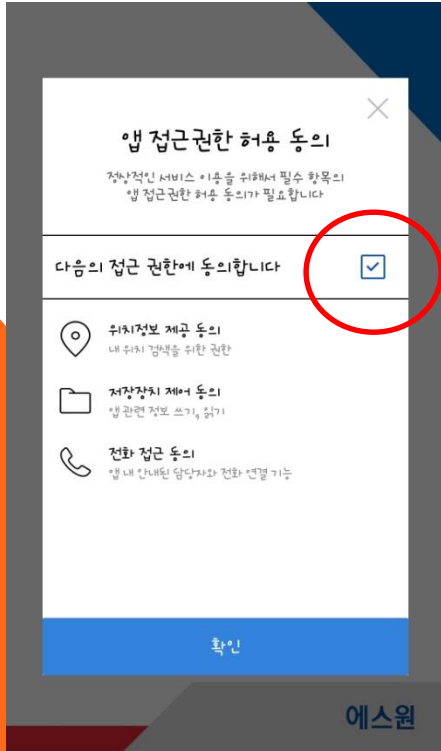 앱 접근권한 허용 동의
정상적인 서비스 이용을 위해서 필수 항목의
앱 접근권한 허용 동의가 필요합니다
다음의 접근 권한에 동의합니다
위치정보 제공 동의
내 위치 검색을 위한 권한
저장장치 제어 동의
앱 관련 정보 쓰기, 읽기
전화 접근 동의
앱 내 안내된 담당자와 전화 연결 기능
확인
에스원